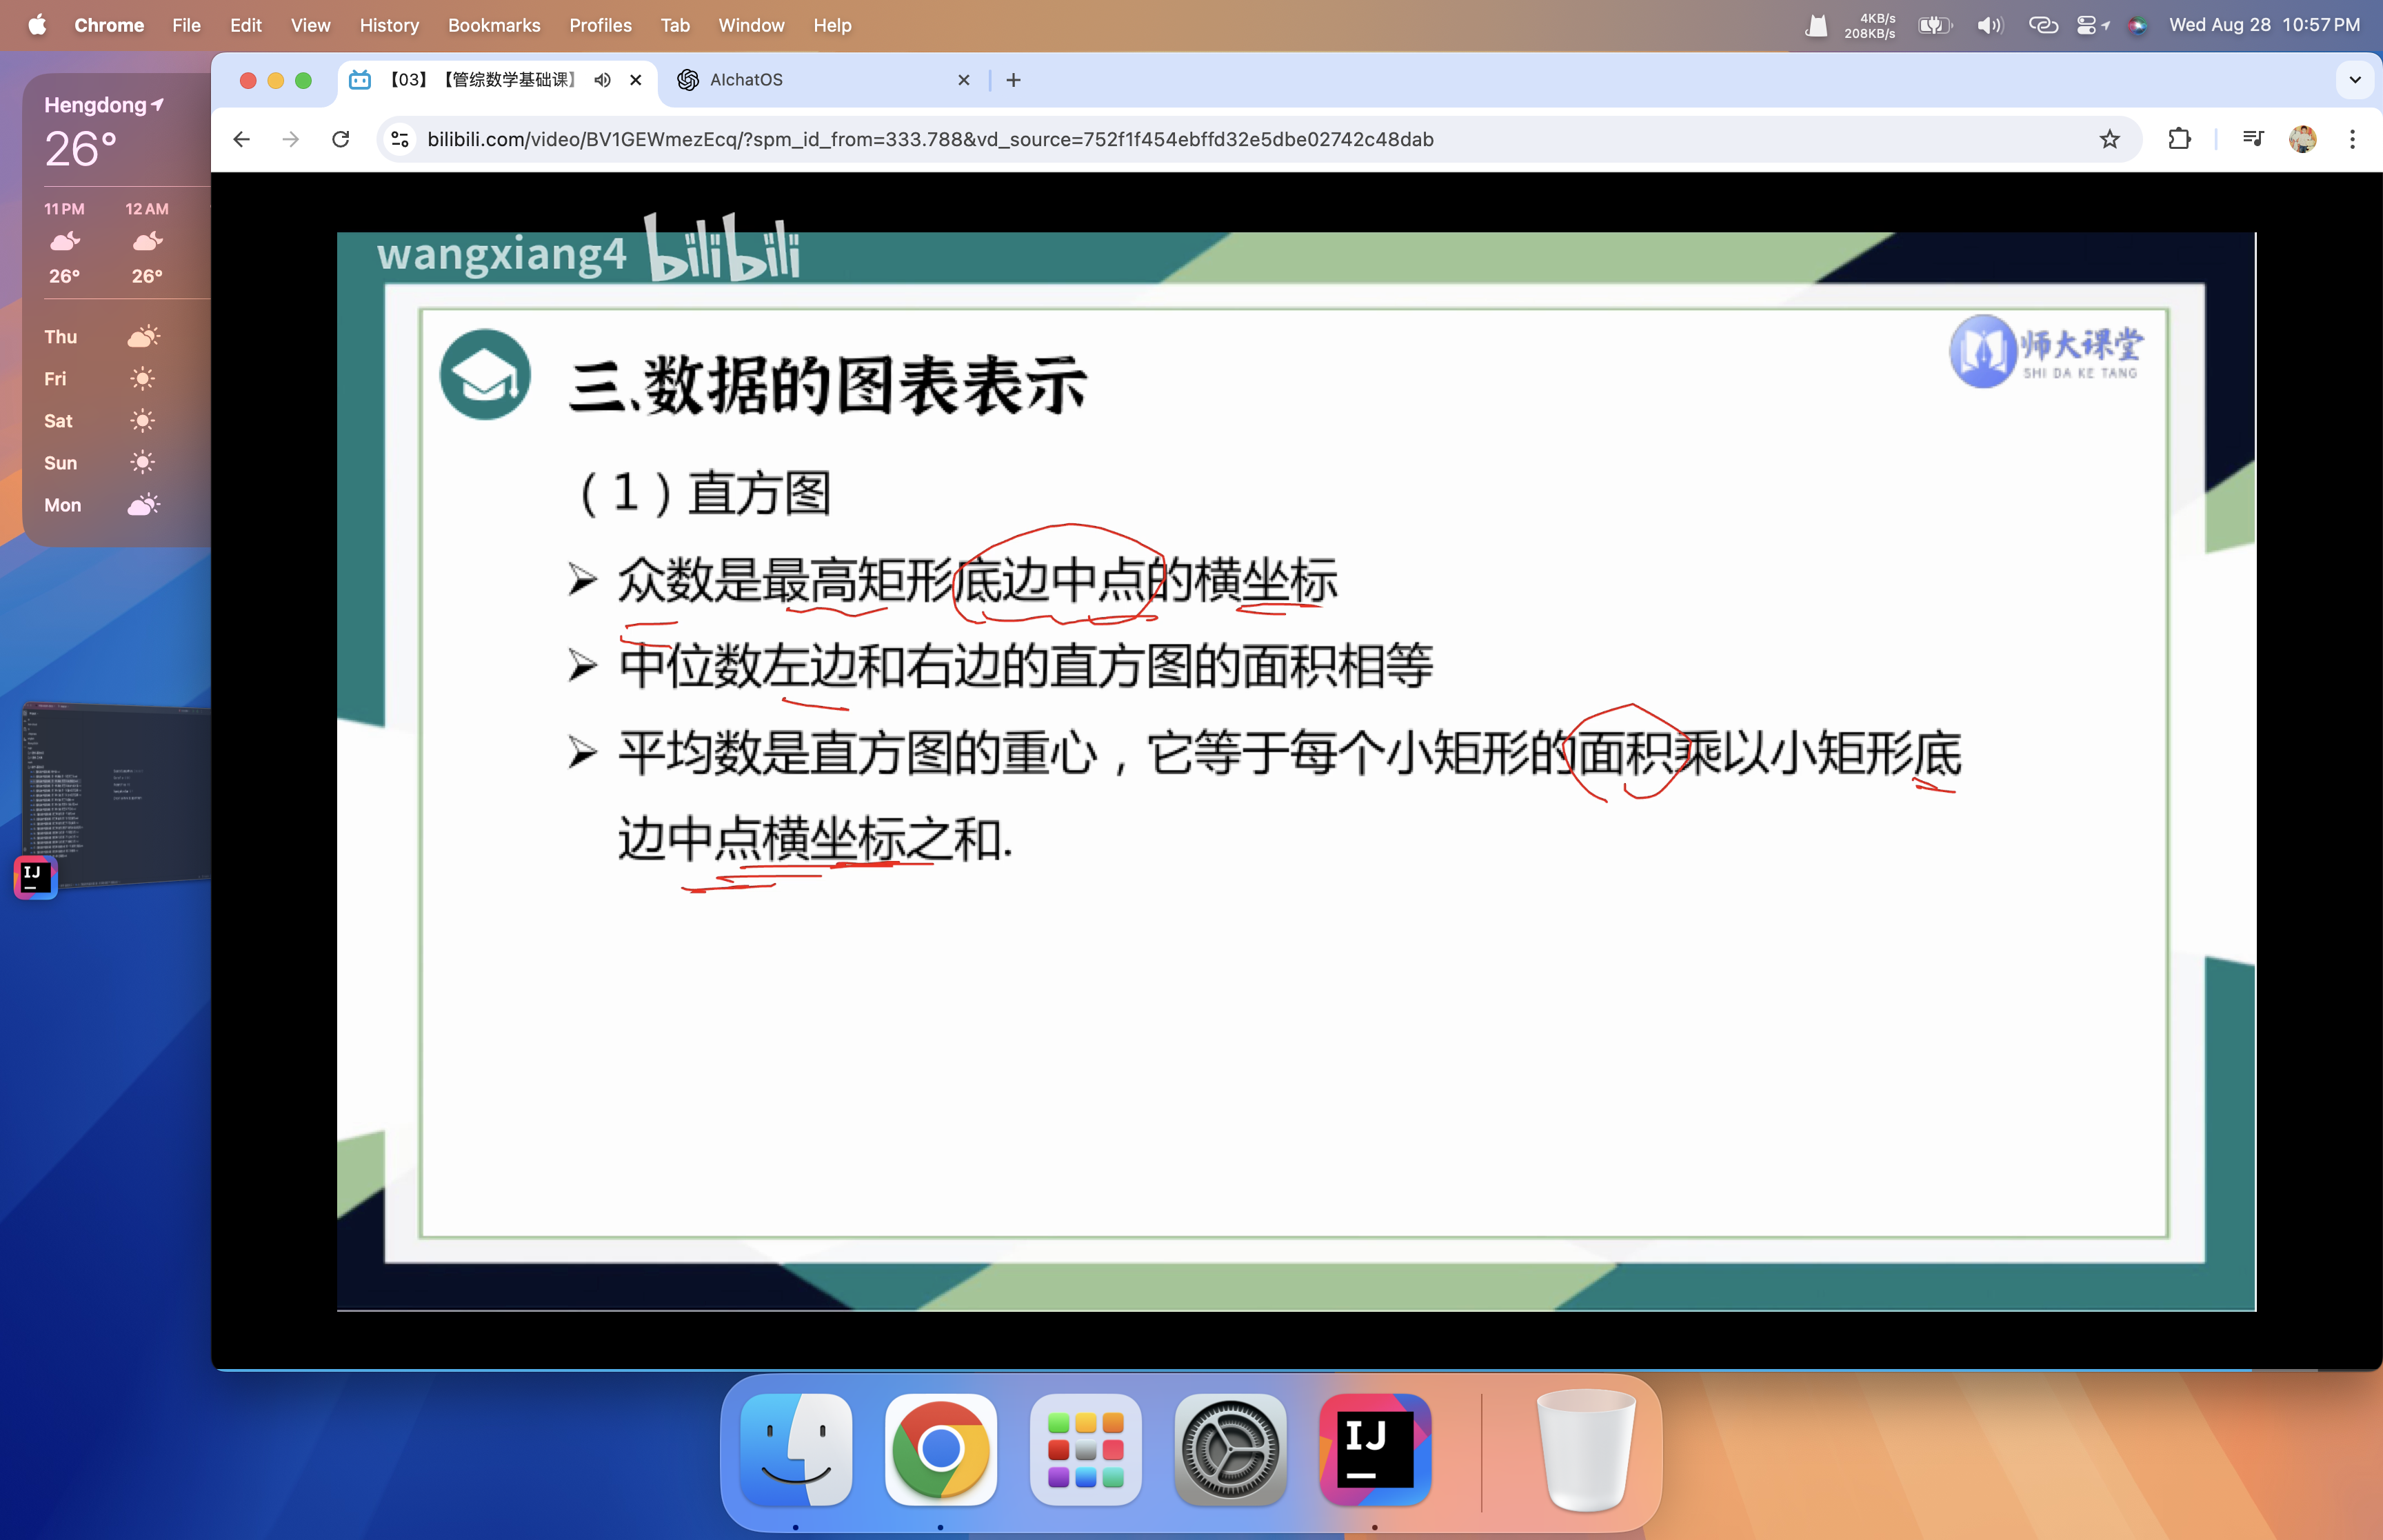 Chrome File Edit View History Bookmarks Profiles Tab Window Help
4KB/s
208KB/s
Wed Aug 28 10:57 PM
Hengdong
26°
11 PM 12 AM
26° 26°
Thu
Fri
Sat
Sun
Mon
【03】【管综数学基础课】
AIchatOS
bilibili.com/video/BV1GEWmezEcq/?spm_id_from=333.788&vd_source=752f1f454ebffd32e5dbe02742c48dab
wangxiang4 bilibili
师大课堂
SHI DA KE TANG
三.数据的图表表示
（1）直方图
众数是最高矩形底边中点的横坐标
中位数左边和右边的直方图的面积相等
平均数是直方图的重心，它等于每个小矩形的面积乘以小矩形底
边中点横坐标之和.
IJ
IJ